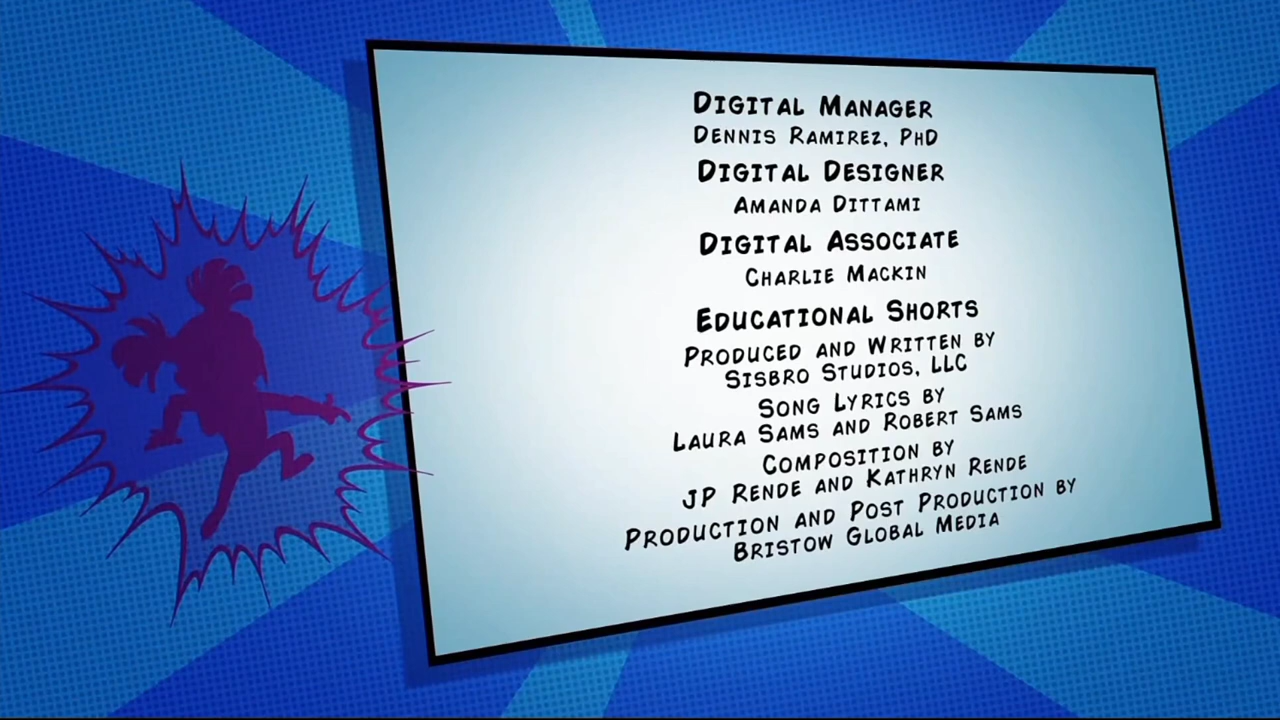 Digital Manager
Dennis Ramirez, PhD
Digital Designer
Amanda Dittami
Digital Associate
Charlie Mackin
Educational Shorts
Produced and Written by
Sisbro Studios, LLC
Song Lyrics by
Laura Sams and Robert Sams
Composition by
JP Rende and Kathryn Rende
Production and Post Production by
Bristow Global Media